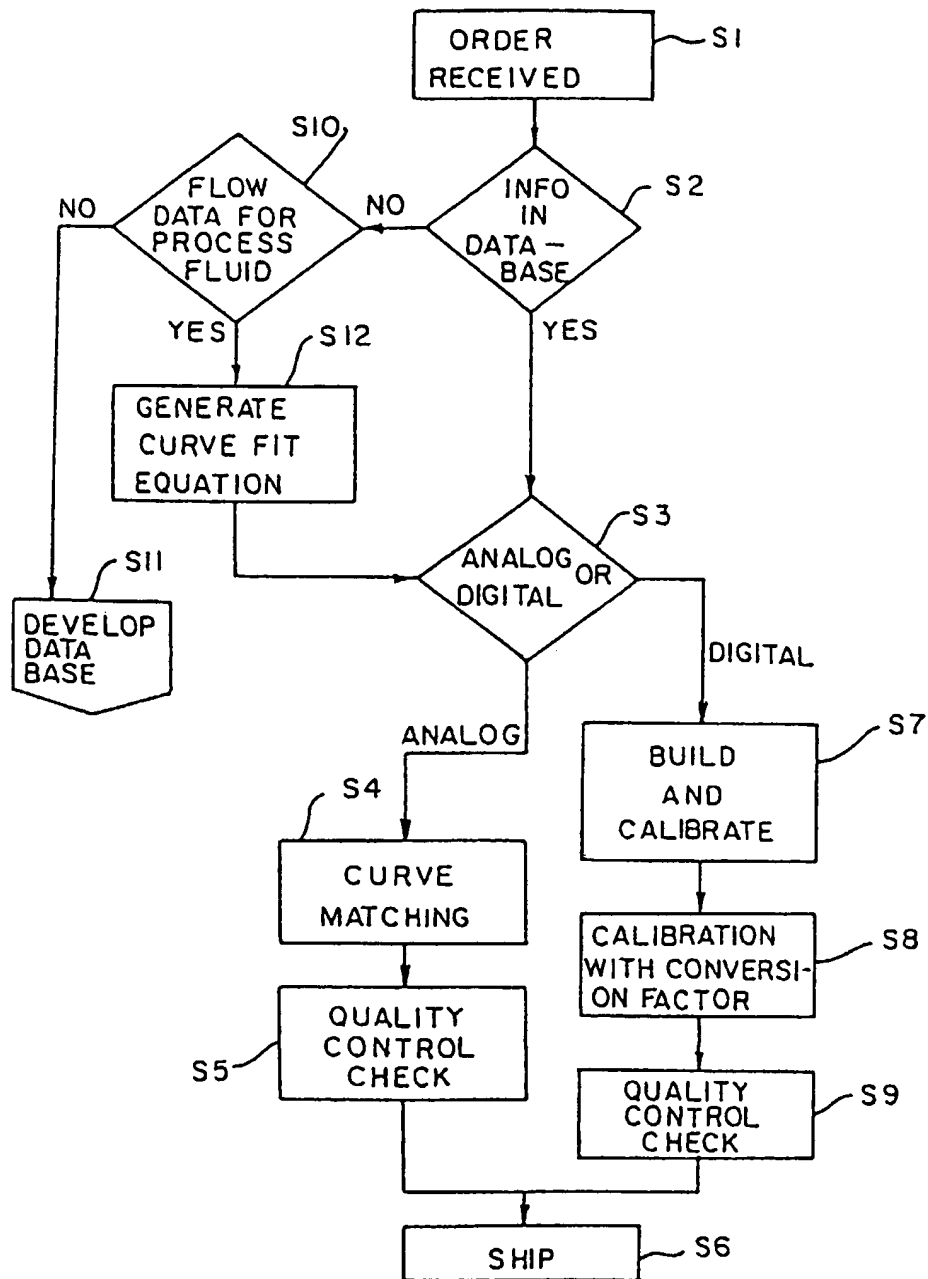 ORDER
RECEIVED
S1
S10
FLOW
DATA FOR
PROCESS
FLUID
NO
NO
INFO
IN
DATA-
BASE
S2
YES
YES
S12
GENERATE
CURVE FIT
EQUATION
S3
ANALOG OR
DIGITAL
S11
DEVELOP
DATA
BASE
DIGITAL
ANALOG
S7
BUILD
AND
CALIBRATE
S4
CURVE
MATCHING
CALIBRATION
WITH CONVERSI-
ON FACTOR
S8
QUALITY
CONTROL
CHECK
S5
QUALITY
CONTROL
CHECK
S9
SHIP
S6